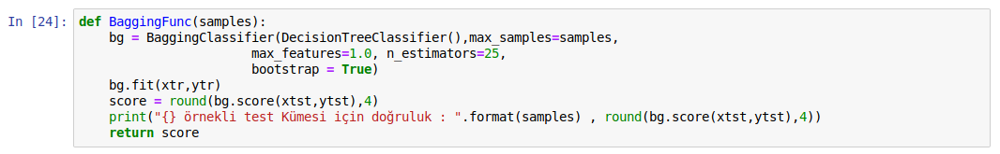 In [24]: def BaggingFunc(samples):
    bg = BaggingClassifier(DecisionTreeClassifier(),max_samples=samples,
                       max_features=1.0, n_estimators=25,
                       bootstrap = True)
    bg.fit(xtr,ytr)
    score = round(bg.score(xtst,ytst),4)
    print("{} örnekli test Kümesi için doğruluk : ".format(samples) , round(bg.score(xtst,ytst),4))
    return score